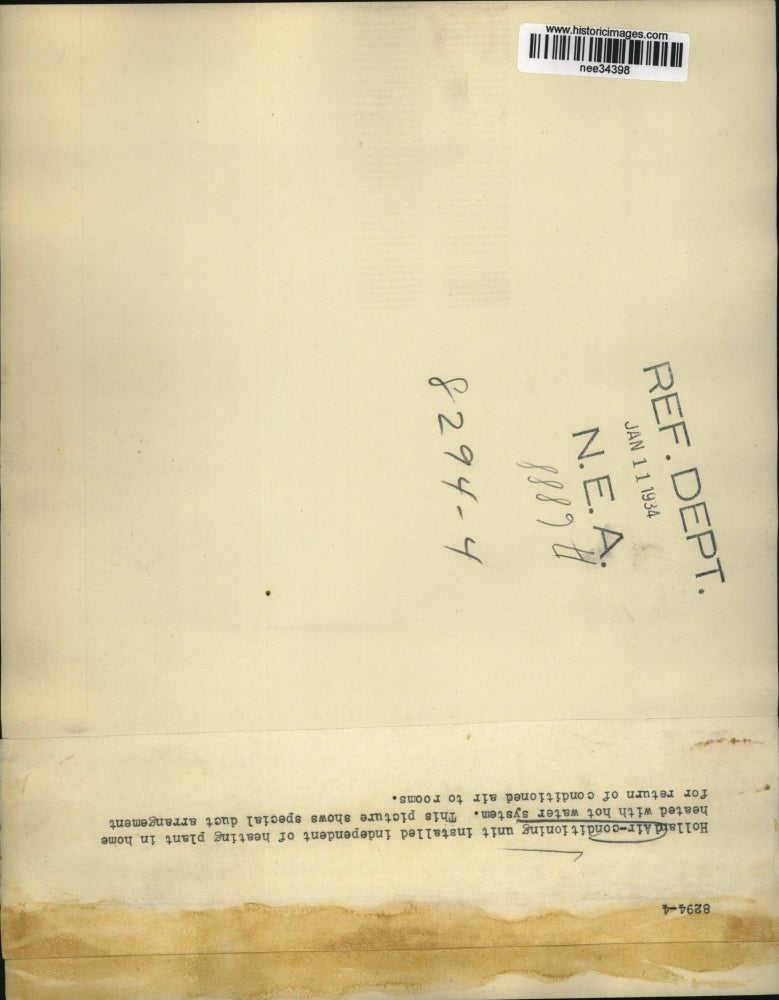 www.historicimages.com
nee34398
REF. DEPT.
JAN 11 1934
N.E.A.
8294-4
8294-4
Holland Air-conditioning unit installed independent of heating plant in home
heated with hot water system. This picture shows special duct arrangement
for return of conditioned air to rooms.